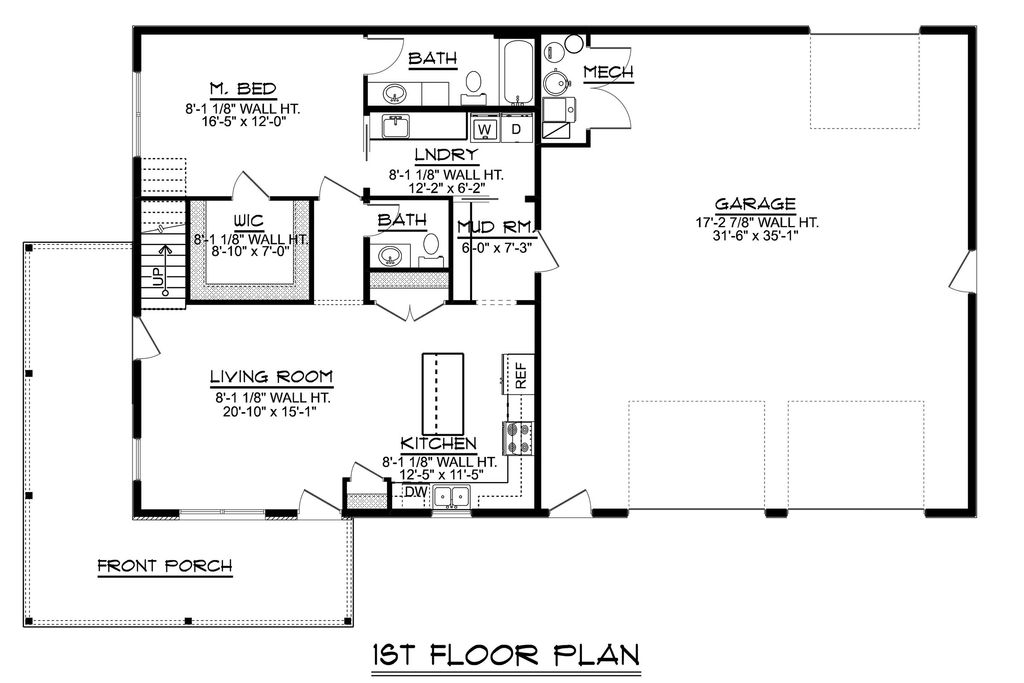 BATH
MECH
M. BED
8'-1 1/8" WALL HT.
16'-5" x 12'-0"
W
D
LNDRY
8'-1 1/8" WALL HT.
12'-2" x 6'-2"
GARAGE
17'-2 7/8" WALL HT.
31'-6" x 35'-1"
WIC
8'-1 1/8" WALL HT.
8'-10" x 7'-0"
BATH
MUD RM.
6'-0" x 7'-3"
UP
LIVING ROOM
8'-1 1/8" WALL HT.
20'-10" x 15'-1"
REF
KITCHEN
8'-1 1/8" WALL HT.
12'-5" x 11'-5"
DW
FRONT PORCH
1ST FLOOR PLAN